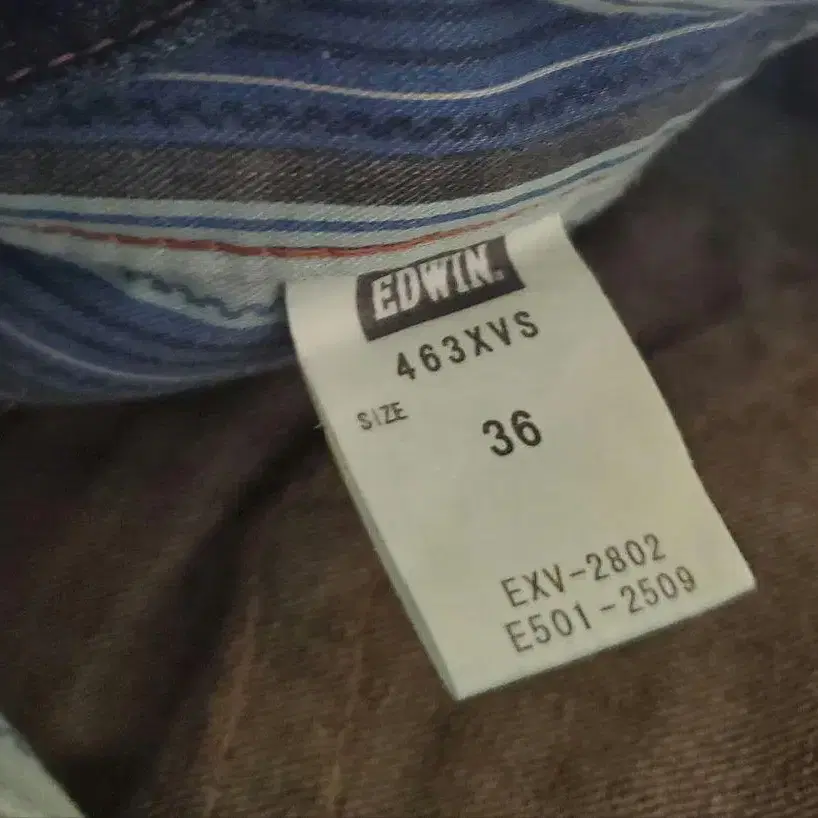 EDWIN.
463XVS
SIZE
36
EXV-2802
E501-2509